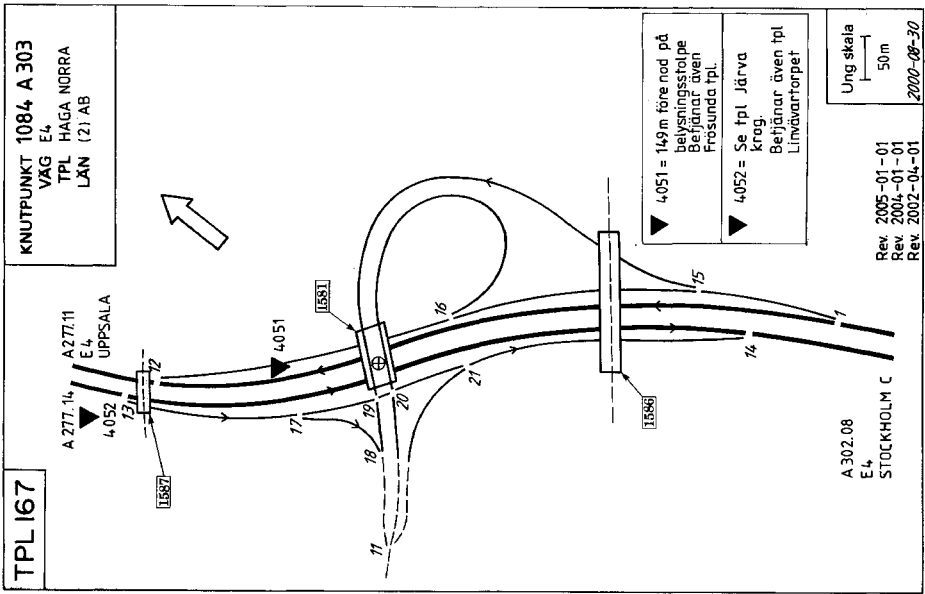 TPL 167
KNUTPUNKT 1084 A 303
VÄG E4
TPL HAGA NORRA
LÄN (2) AB
A 277.14
4052
A 277.11
E4
UPPSALA
13
12
1587
4051
1581
17
16
18
19
20
21
11
15
14
1
1586
A 302.08
E4
STOCKHOLM C
4051 = 149m före nod på
belysningsstolpe
Betjänar även
Frösunda tpl.
4052 = Se tpl Järva
krog.
Betjänar även tpl
Linvävartorpet
Rev. 2005-01-01
Rev. 2004-01-01
Rev. 2002-04-01
Ung skala
50m
2000-08-30